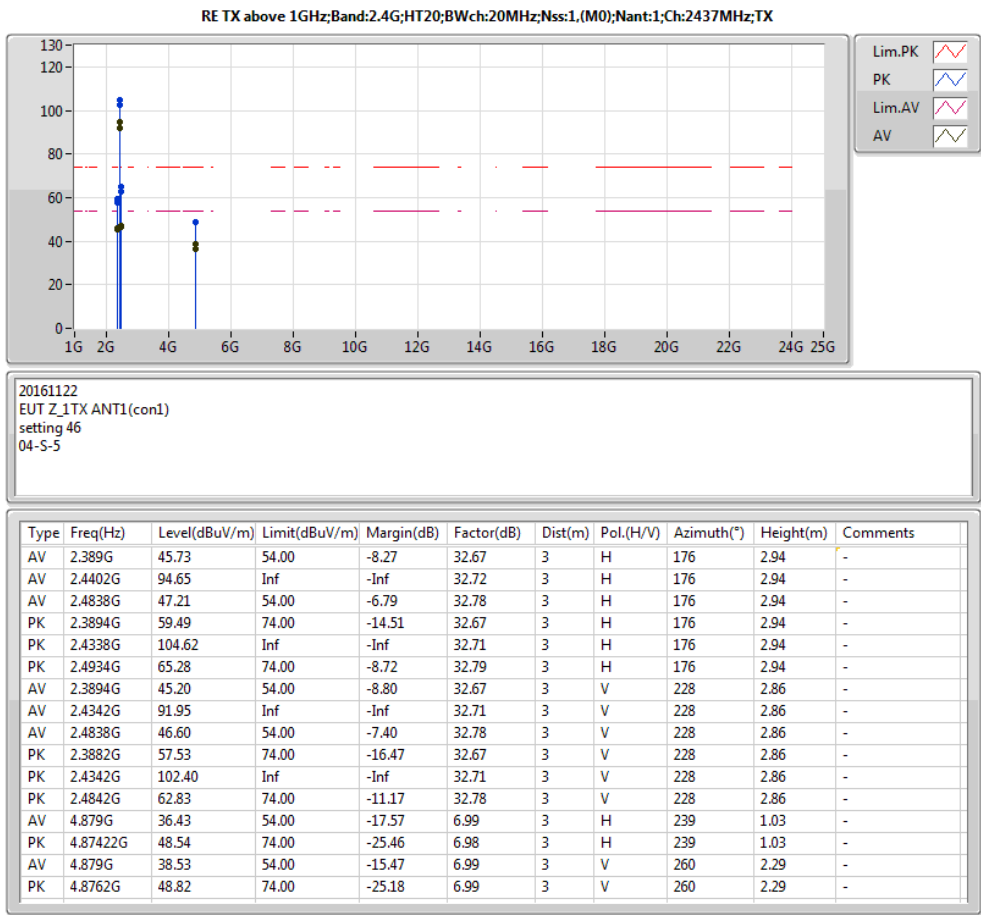 RE TX above 1GHz;Band:2.4G;HT20;BWch:20MHz;Nss:1,(M0);Nant:1;Ch:2437MHz;TX
130
120
100
80
60
40
20
0
1G 2G 4G 6G 8G 10G 12G 14G 16G 18G 20G 22G 24G 25G
Lim.PK
PK
Lim.AV
AV
20161122
EUT Z_1TX ANT1(con1)
setting 46
04-S-5
Type Freq(Hz) Level(dBuV/m) Limit(dBuV/m) Margin(dB) Factor(dB) Dist(m) Pol.(H/V) Azimuth(°) Height(m) Comments
AV 2.389G 45.73 54.00 -8.27 32.67 3 H 176 2.94 -
AV 2.4402G 94.65 Inf -Inf 32.72 3 H 176 2.94 -
AV 2.4838G 47.21 54.00 -6.79 32.78 3 H 176 2.94 -
PK 2.3894G 59.49 74.00 -14.51 32.67 3 H 176 2.94 -
PK 2.4338G 104.62 Inf -Inf 32.71 3 H 176 2.94 -
PK 2.4934G 65.28 74.00 -8.72 32.79 3 H 176 2.94 -
AV 2.3894G 45.20 54.00 -8.80 32.67 3 V 228 2.86 -
AV 2.4342G 91.95 Inf -Inf 32.71 3 V 228 2.86 -
AV 2.4838G 46.60 54.00 -7.40 32.78 3 V 228 2.86 -
PK 2.3882G 57.53 74.00 -16.47 32.67 3 V 228 2.86 -
PK 2.4342G 102.40 Inf -Inf 32.71 3 V 228 2.86 -
PK 2.4842G 62.83 74.00 -11.17 32.78 3 V 228 2.86 -
AV 4.879G 36.43 54.00 -17.57 6.99 3 H 239 1.03 -
PK 4.87422G 48.54 74.00 -25.46 6.98 3 H 239 1.03 -
AV 4.879G 38.53 54.00 -15.47 6.99 3 V 260 2.29 -
PK 4.8762G 48.82 74.00 -25.18 6.99 3 V 260 2.29 -